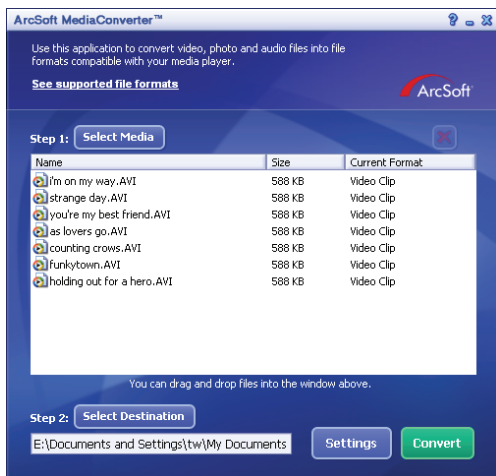 ArcSoft MediaConverter™
Use this application to convert video, photo and audio files into file
formats compatible with your media player.
See supported file formats
ArcSoft
Step 1: Select Media
Name Size Current Format
i'm on my way.AVI 588 KB Video Clip
strange day.AVI 588 KB Video Clip
you're my best friend.AVI 588 KB Video Clip
as lovers go.AVI 588 KB Video Clip
counting crows.AVI 588 KB Video Clip
funkytown.AVI 588 KB Video Clip
holding out for a hero.AVI 588 KB Video Clip
You can drag and drop files into the window above.
Step 2: Select Destination
E:\Documents and Settings\tw\My Documents Settings Convert